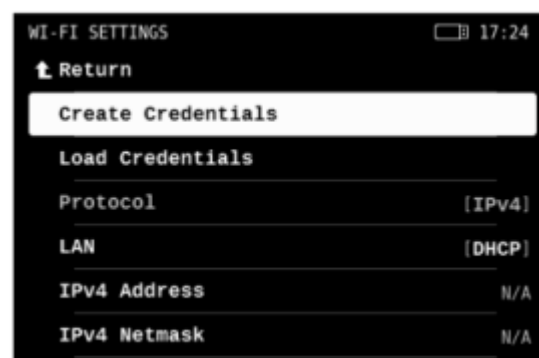 WI-FI SETTINGS 17:24
Return
Create Credentials
Load Credentials
Protocol [IPv4]
LAN [DHCP]
IPv4 Address N/A
IPv4 Netmask N/A